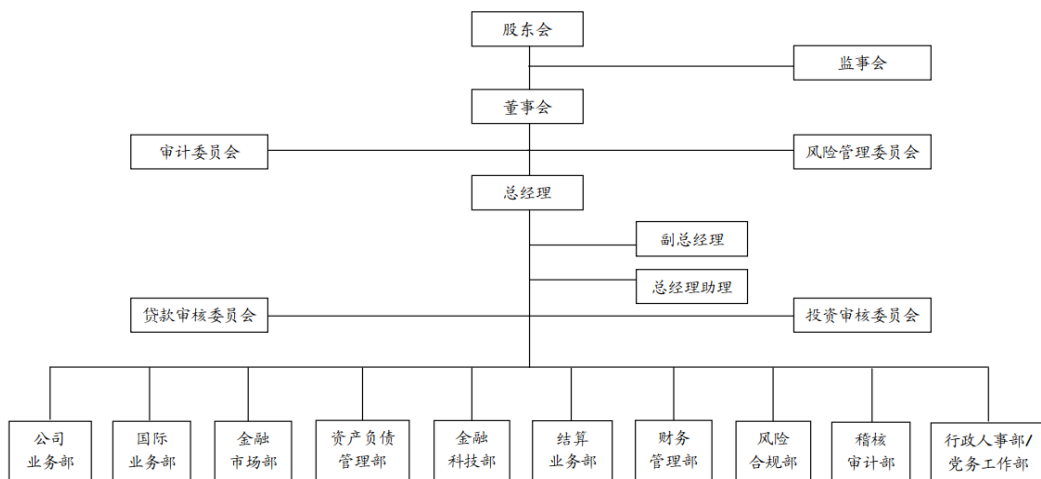 股东会
监事会
董事会
审计委员会
风险管理委员会
总经理
副总经理
总经理助理
贷款审核委员会
投资审核委员会
公司
业务部
国际
业务部
金融
市场部
资产负债
管理部
金融
科技部
结算
业务部
财务
管理部
风险
合规部
稽核
审计部
行政人事部/
党务工作部